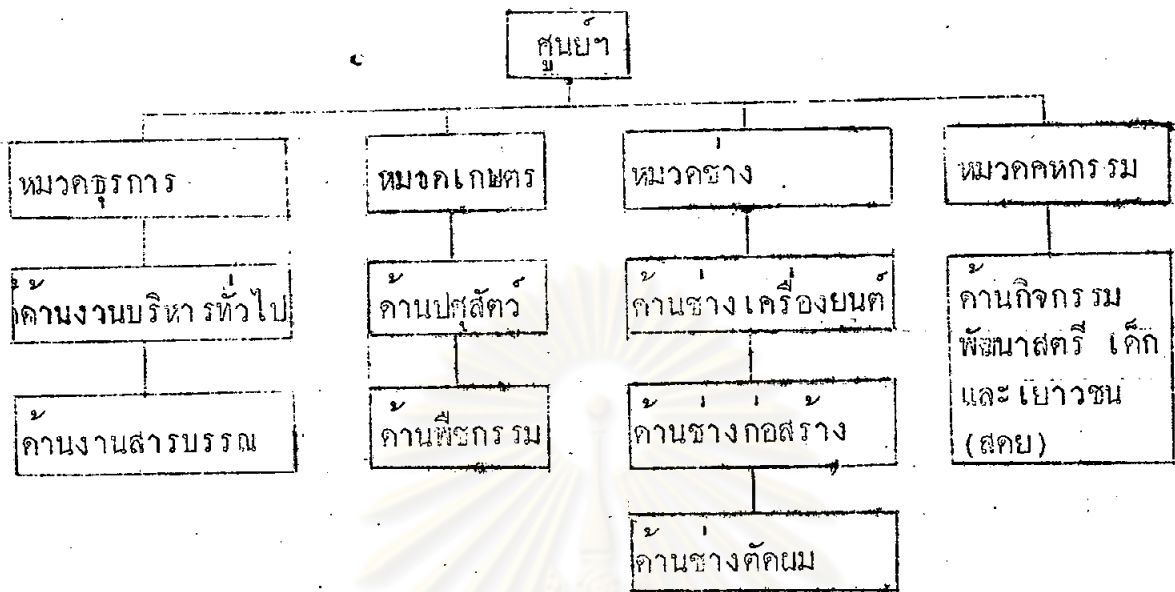 ศูนย์ฯ
หมวดธุรการ
หมวดเกษตร
หมวดช่าง
หมวดคหกรรม
ด้านงานบริหารทั่วไป
ด้านปศุสัตว์
ด้านช่างเครื่องยนต์
ด้านกิจกรรม
พัฒนาสตรี เด็ก
และเยาวชน
(สดย)
ด้านงานสารบรรณ
ด้านพืชกรรม
ด้านช่างก่อสร้าง
ด้านช่างตัดผม